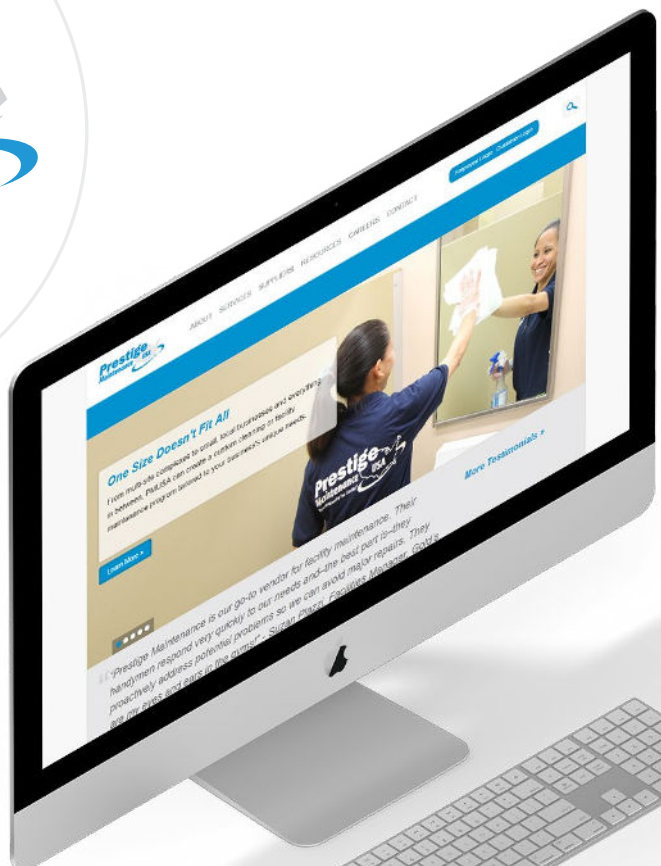 Employee Login Customer Login
Prestige
Maintenance USA
ABOUT SERVICES SUPPLIERS RESOURCES CAREERS CONTACT
One Size Doesn't Fit All
From multi-site complexes to small, local businesses and everything
in between, PMUSA can create a custom cleaning or facility
maintenance program tailored to your business's unique needs.
Learn More »
Prestige
Maintenance USA
More Testimonials »
"Prestige Maintenance is our go-to vendor for facility maintenance. Their
handymen respond very quickly to our needs and–the best part is–they
proactively address potential problems so we can avoid major repairs. They
are my eyes and ears in the gyms!" - Suzan Piazzi, Facilities Manager, Gold's